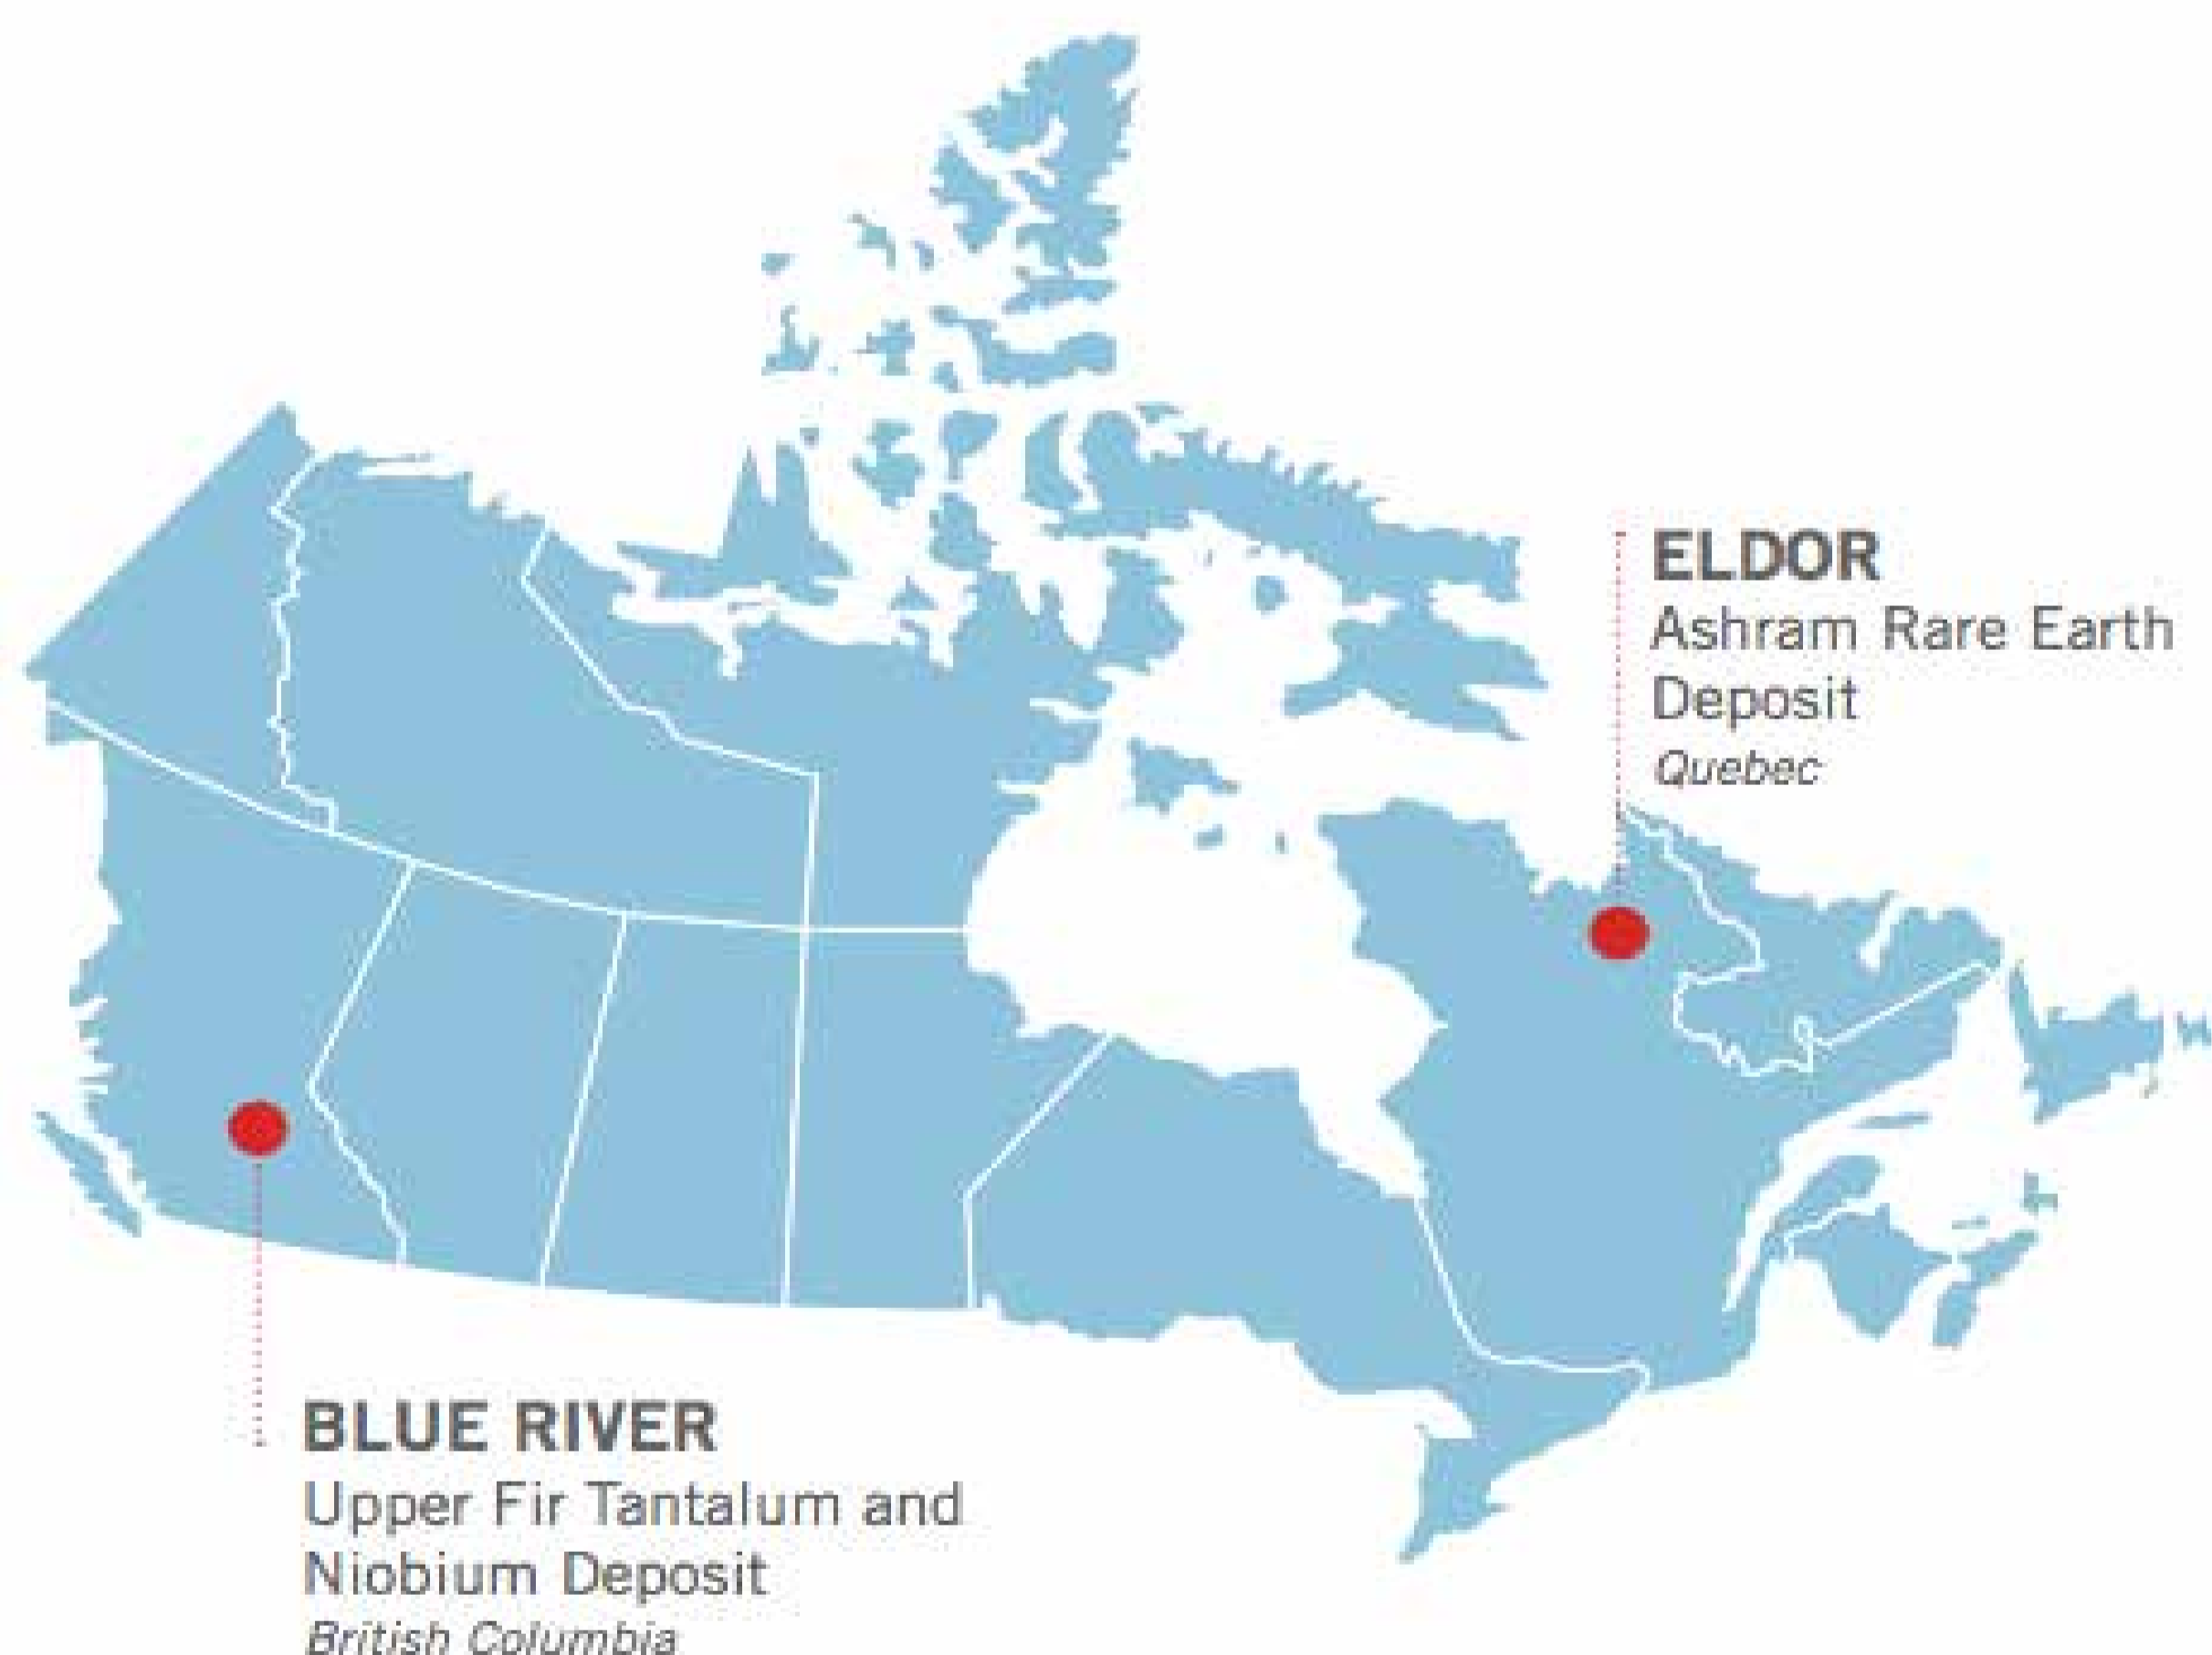 ELDOR
Ashram Rare Earth
Deposit
Quebec
BLUE RIVER
Upper Fir Tantalum and
Niobium Deposit
British Columbia